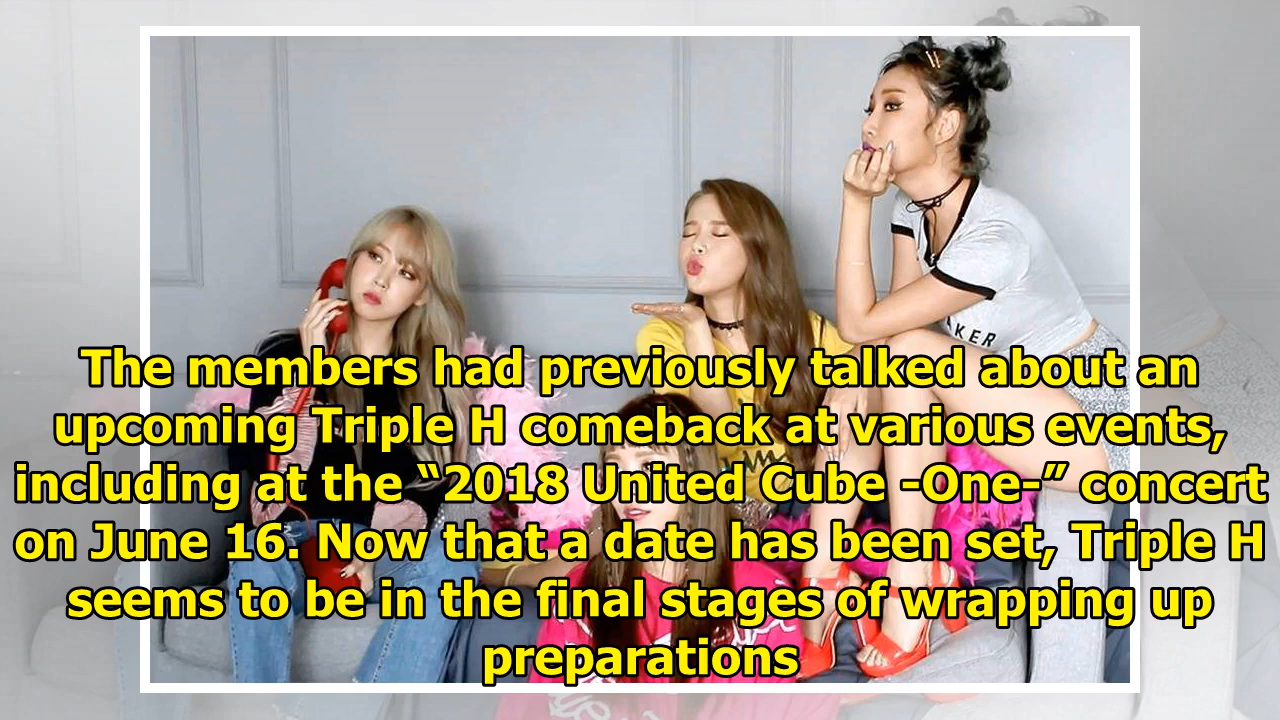 AKER
The members had previously talked about an
upcoming Triple H comeback at various events,
including at the “2018 United Cube -One-” concert
on June 16. Now that a date has been set, Triple H
seems to be in the final stages of wrapping up
preparations